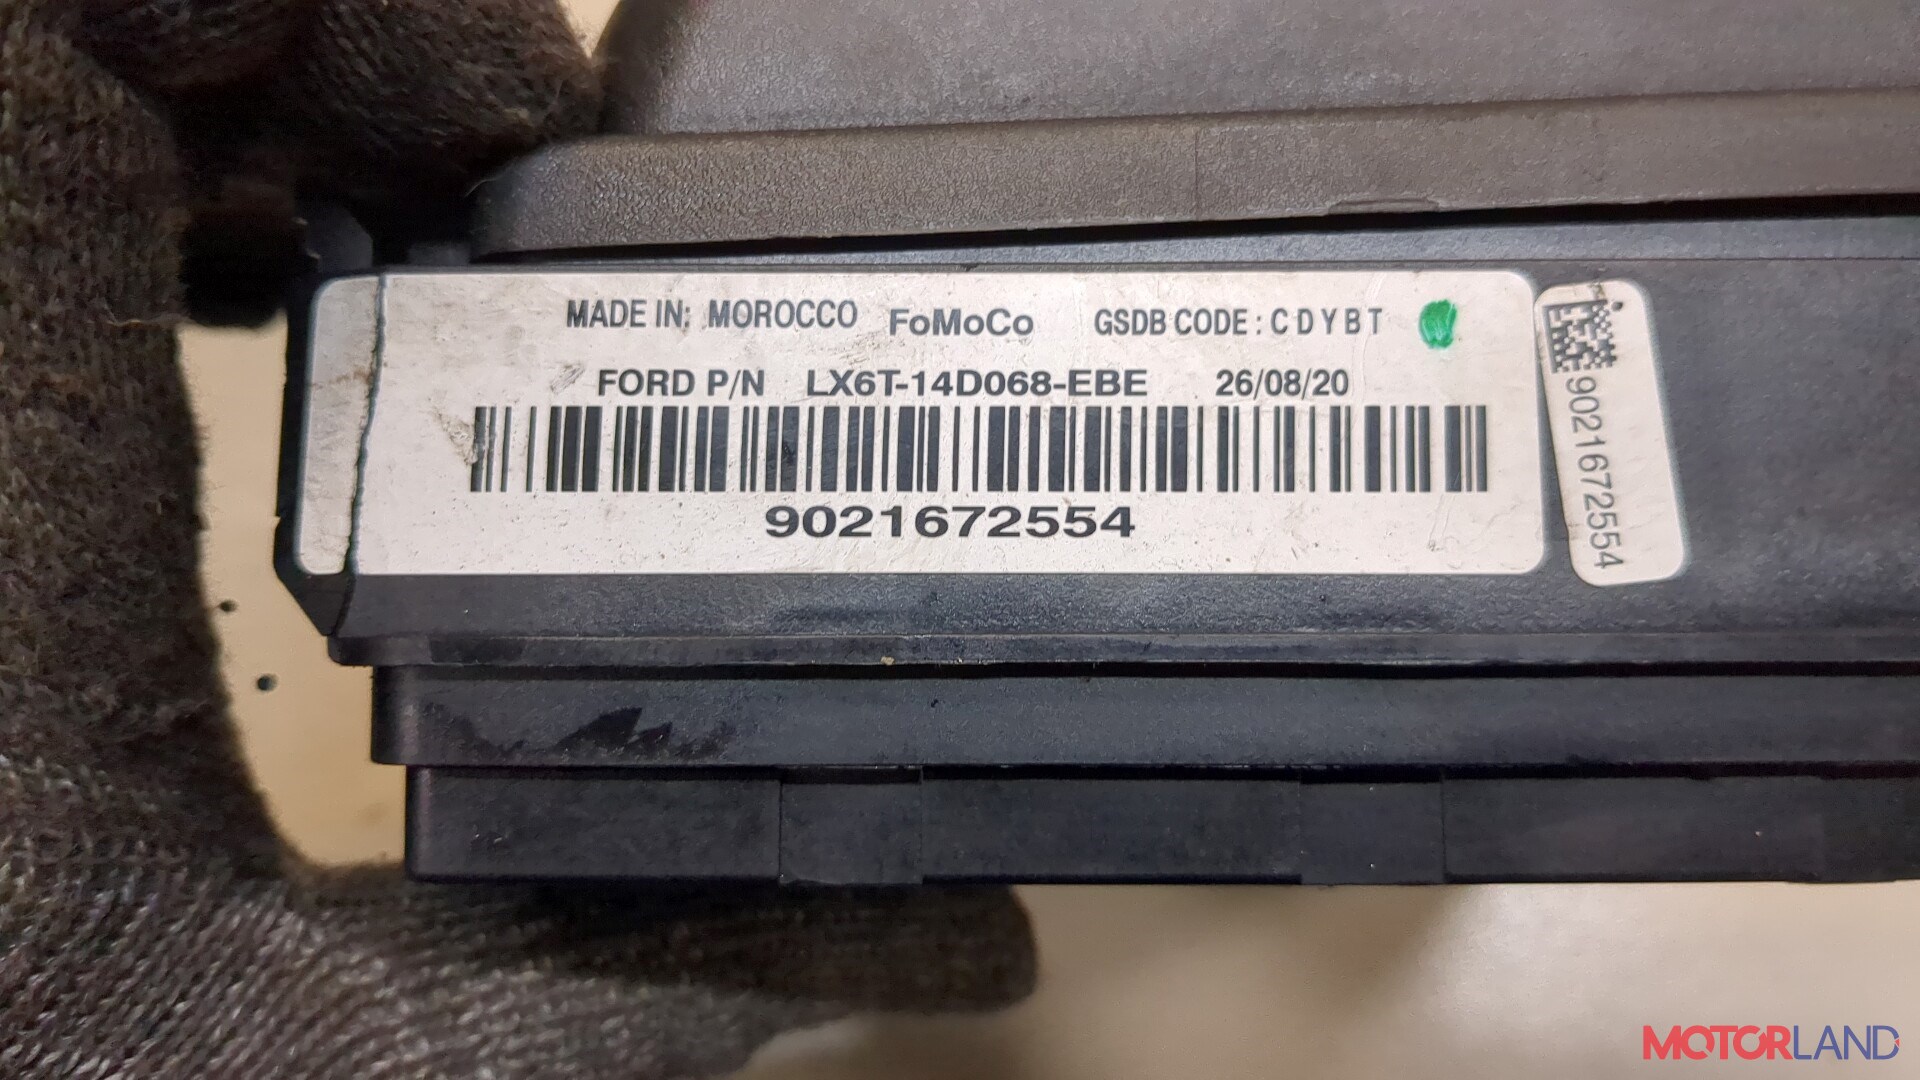 MADE IN: MOROCCO FoMoCo GSDB CODE : C D Y B T
FORD P/N LX6T-14D068-EBE 26/08/20
9021672554
9021672554
MOTORLAND